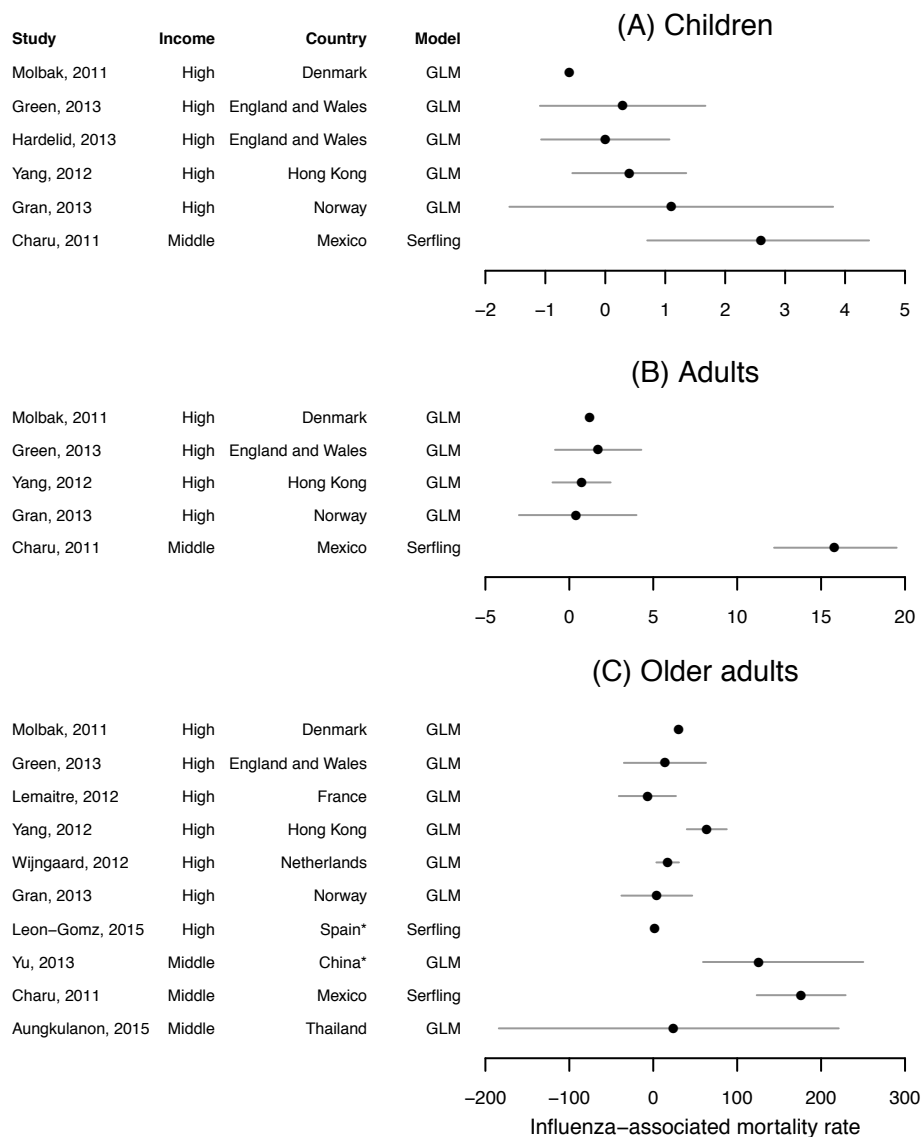 (A) Children
Study Income Country Model
Molbak, 2011 High Denmark GLM
Green, 2013 High England and Wales GLM
Hardelid, 2013 High England and Wales GLM
Yang, 2012 High Hong Kong GLM
Gran, 2013 High Norway GLM
Charu, 2011 Middle Mexico Serfling
−2 −1 0 1 2 3 4 5
(B) Adults
Molbak, 2011 High Denmark GLM
Green, 2013 High England and Wales GLM
Yang, 2012 High Hong Kong GLM
Gran, 2013 High Norway GLM
Charu, 2011 Middle Mexico Serfling
−5 0 5 10 15 20
(C) Older adults
Molbak, 2011 High Denmark GLM
Green, 2013 High England and Wales GLM
Lemaitre, 2012 High France GLM
Yang, 2012 High Hong Kong GLM
Wijngaard, 2012 High Netherlands GLM
Gran, 2013 High Norway GLM
Leon−Gomz, 2015 High Spain* Serfling
Yu, 2013 Middle China* GLM
Charu, 2011 Middle Mexico Serfling
Aungkulanon, 2015 Middle Thailand GLM
−200 −100 0 100 200 300
Influenza−associated mortality rate